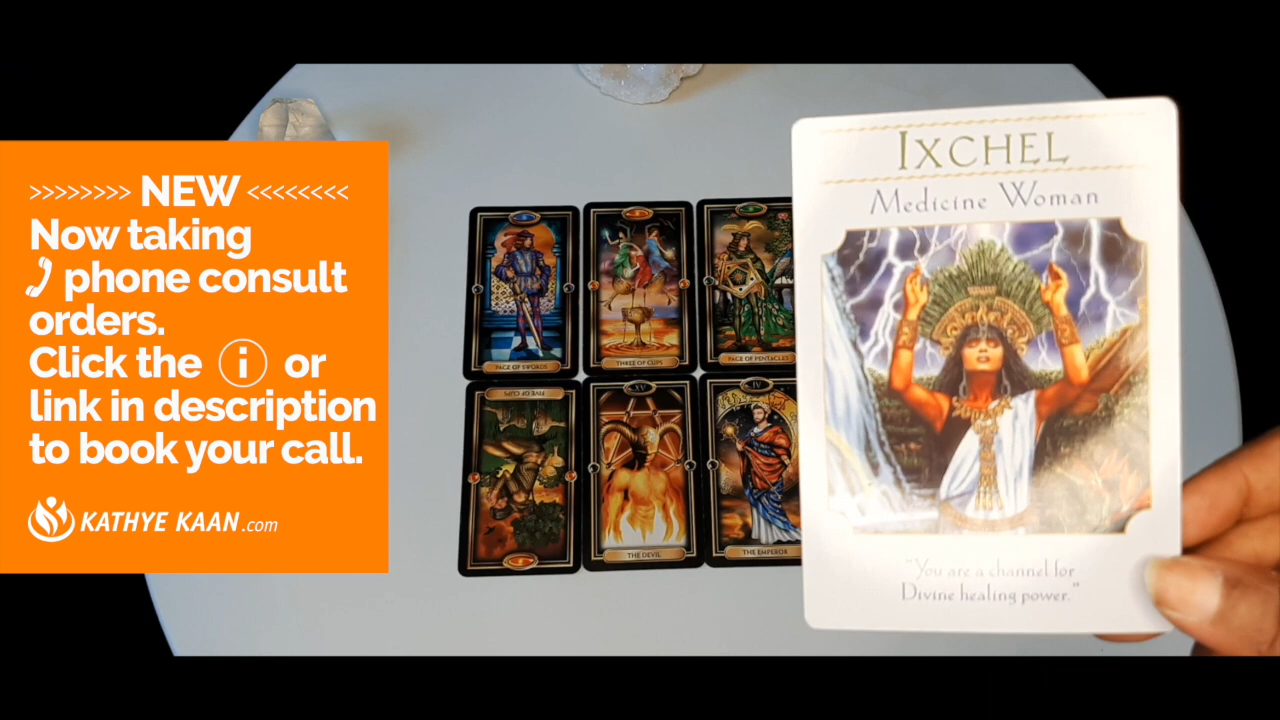 >>>>>>>> NEW <<<<<<<<
Now taking
phone consult
orders.
Click the i or
link in description
to book your call.
KATHYE KAAN.com
PAGE OF SWORDS
THREE OF CUPS
PAGE OF PENTACLES
FIVE OF CUPS
XV
THE DEVIL
IV
THE EMPEROR
IXCHEL
Medicine Woman
"You are a channel for
Divine healing power."